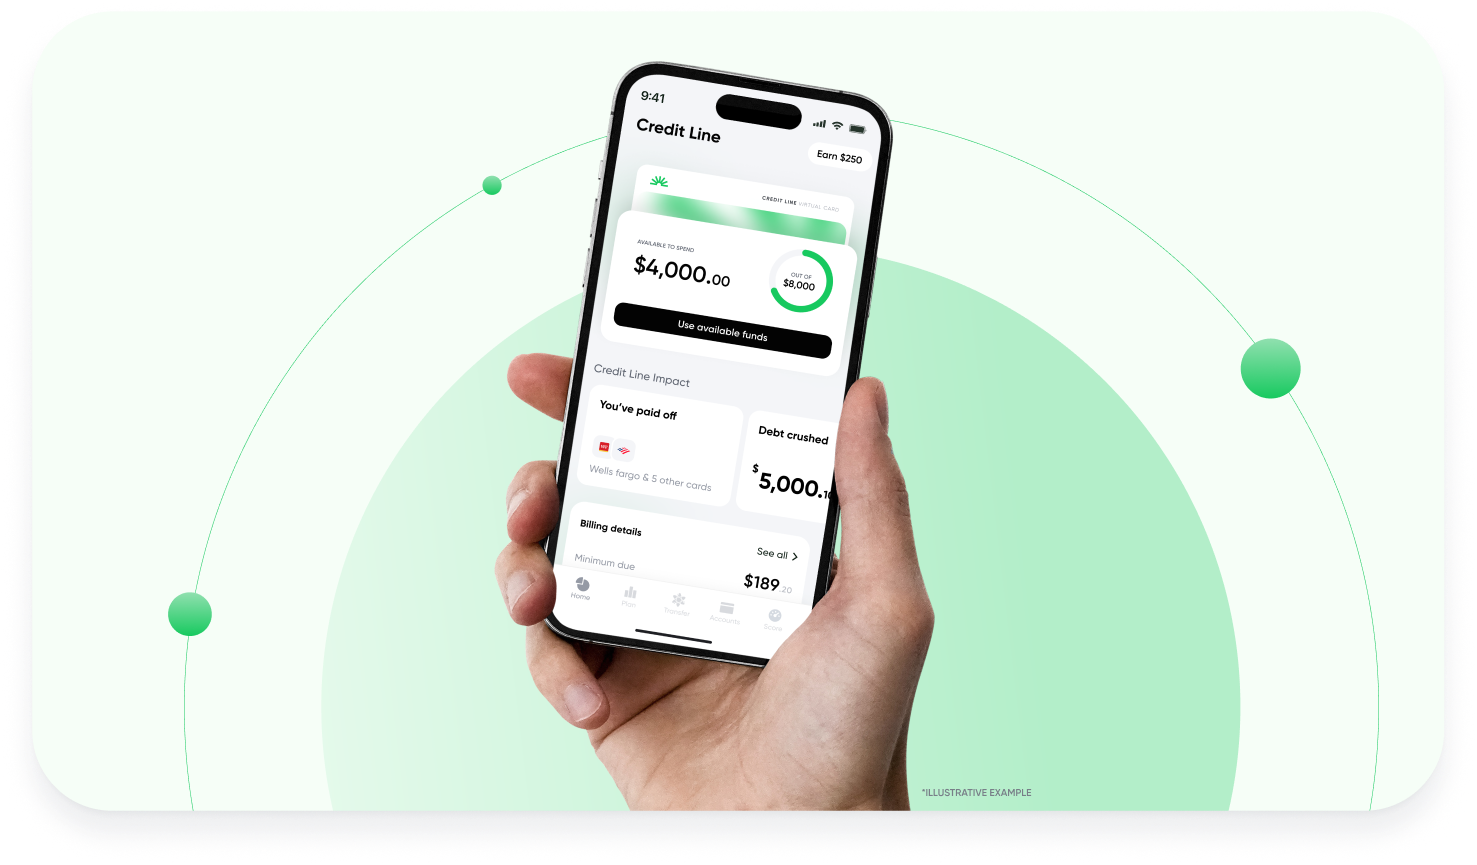 9:41
Credit Line
Earn $250
CREDIT LINE VIRTUAL CARD
AVAILABLE TO SPEND
$4,000.00
OUT OF
$8,000
Use available funds
Credit Line Impact
You've paid off
Wells fargo & 5 other cards
Debt crushed
$5,000.10
Billing details
See all
Minimum due
$189.20
Home
Plan
Transfer
Accounts
Score
*ILLUSTRATIVE EXAMPLE